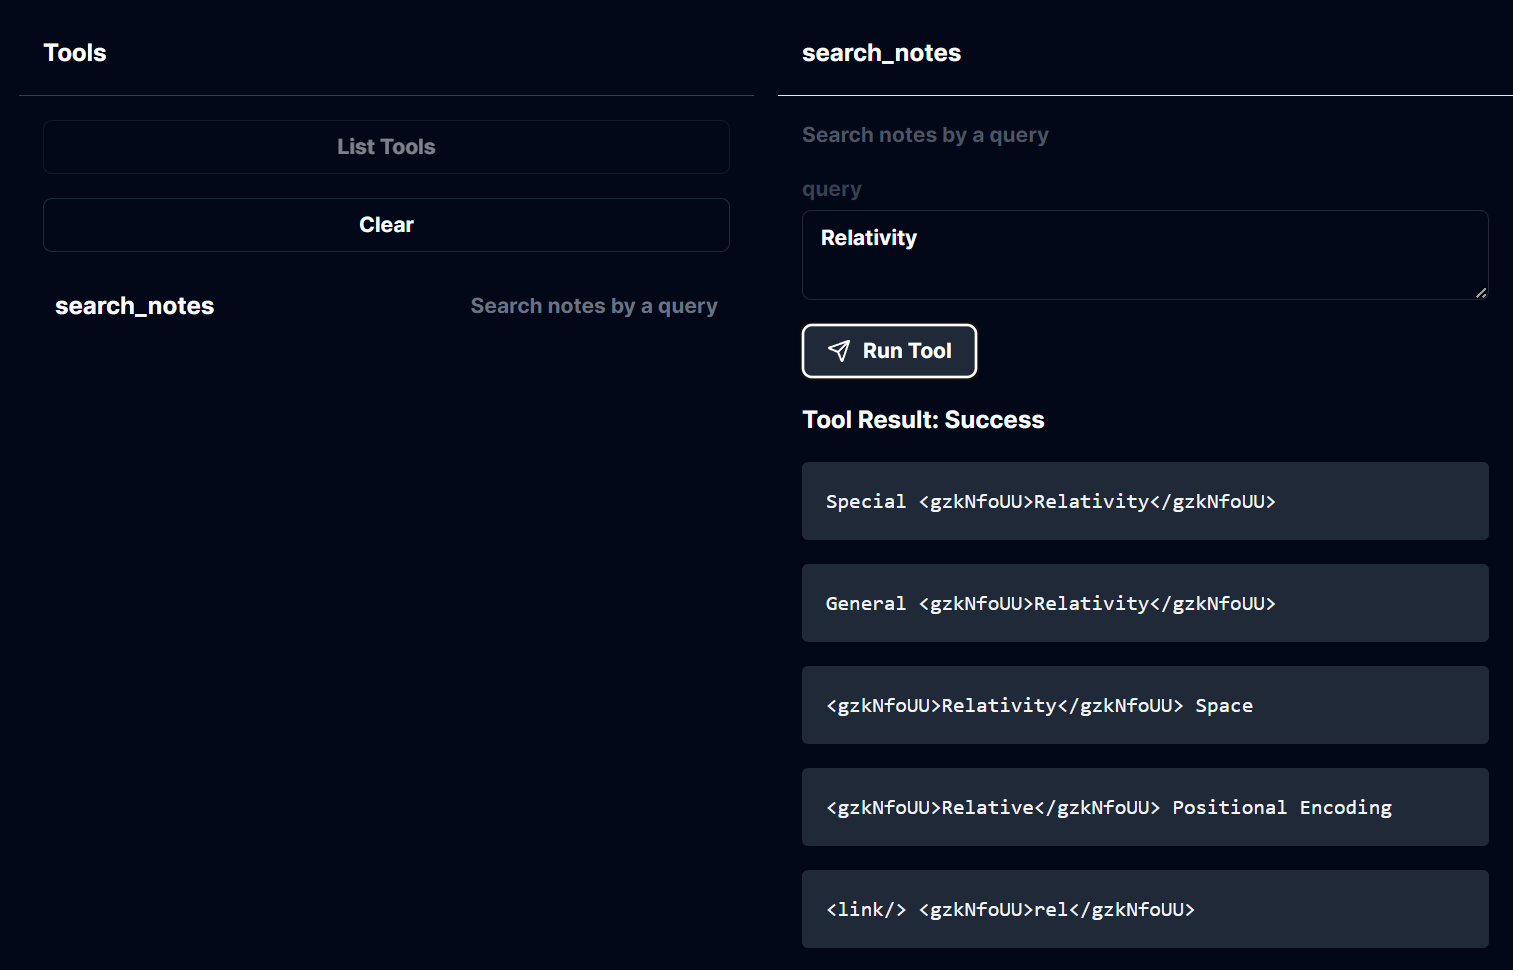 Tools
List Tools
Clear
search_notes Search notes by a query
search_notes
Search notes by a query
query
Relativity
Run Tool
Tool Result: Success
Special <gzkNfoUU>Relativity</gzkNfoUU>
General <gzkNfoUU>Relativity</gzkNfoUU>
<gzkNfoUU>Relativity</gzkNfoUU> Space
<gzkNfoUU>Relative</gzkNfoUU> Positional Encoding
<link/> <gzkNfoUU>rel</gzkNfoUU>